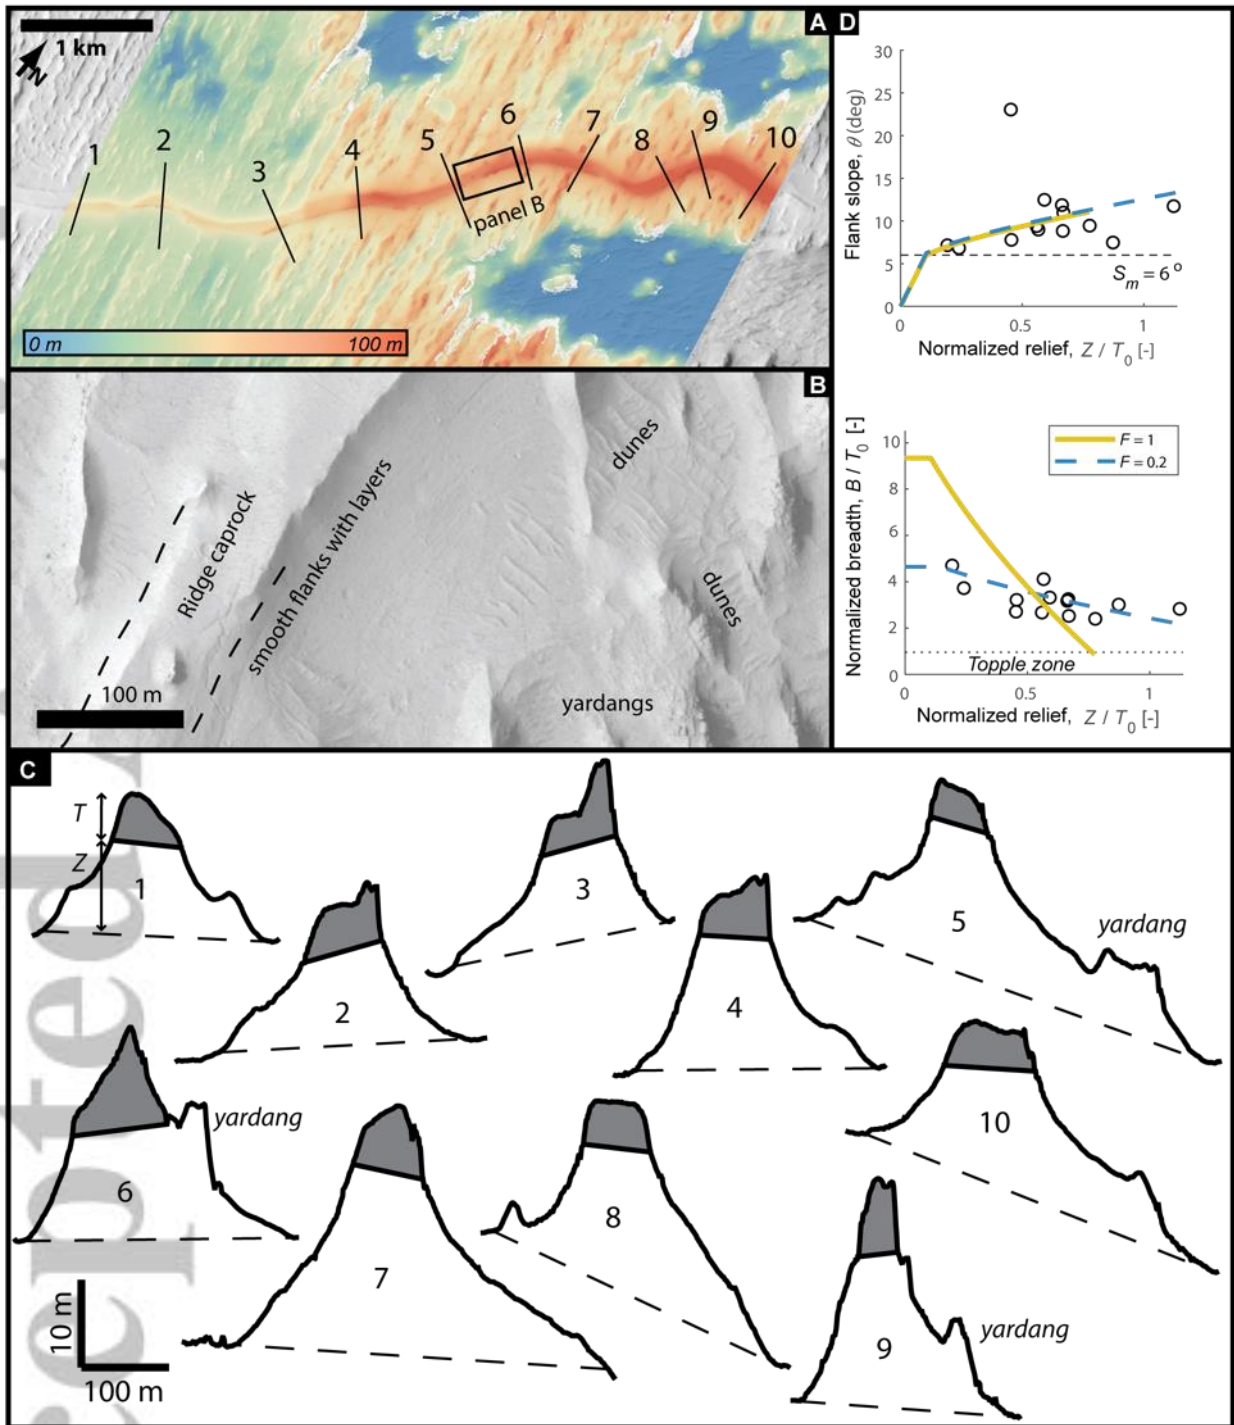 A
1 km
N
1
2
3
4
5
6
7
8
9
10
panel B
0 m
100 m
B
Ridge caprock
smooth flanks with layers
dunes
dunes
yardangs
100 m
D
30
25
20
15
10
5
0
Flank slope, θ (deg)
S_m = 6°
0
0.5
1
Normalized relief, Z / T_0 [-]
10
8
6
4
2
0
Normalized breadth, B / T_0 [-]
F = 1
F = 0.2
Topple zone
0
0.5
1
Normalized relief, Z / T_0 [-]
C
T
Z
1
2
3
4
5
yardang
6
yardang
7
8
9
yardang
10
10 m
100 m